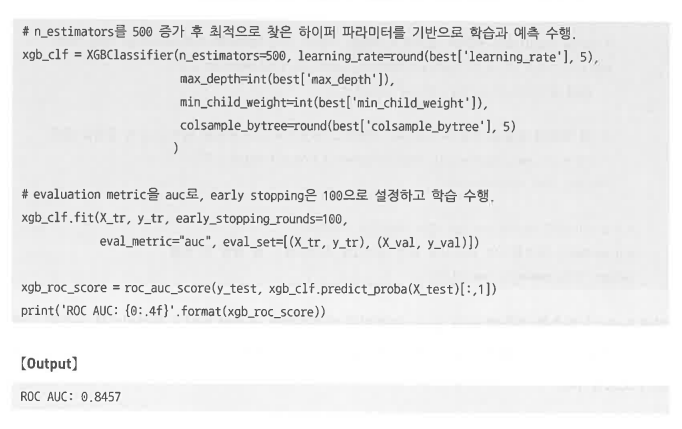 # n_estimators를 500 증가 후 최적으로 찾은 하이퍼 파라미터를 기반으로 학습과 예측 수행.
xgb_clf = XGBClassifier(n_estimators=500, learning_rate=round(best['learning_rate'], 5),
max_depth=int(best['max_depth']),
min_child_weight=int(best['min_child_weight']),
colsample_bytree=round(best['colsample_bytree'], 5)
)
# evaluation metric을 auc로, early stopping은 100으로 설정하고 학습 수행.
xgb_clf.fit(X_tr, y_tr, early_stopping_rounds=100,
eval_metric="auc", eval_set=[(X_tr, y_tr), (X_val, y_val)])
xgb_roc_score = roc_auc_score(y_test, xgb_clf.predict_proba(X_test)[:,1])
print('ROC AUC: {0:.4f}'.format(xgb_roc_score))
【Output】
ROC AUC: 0.8457